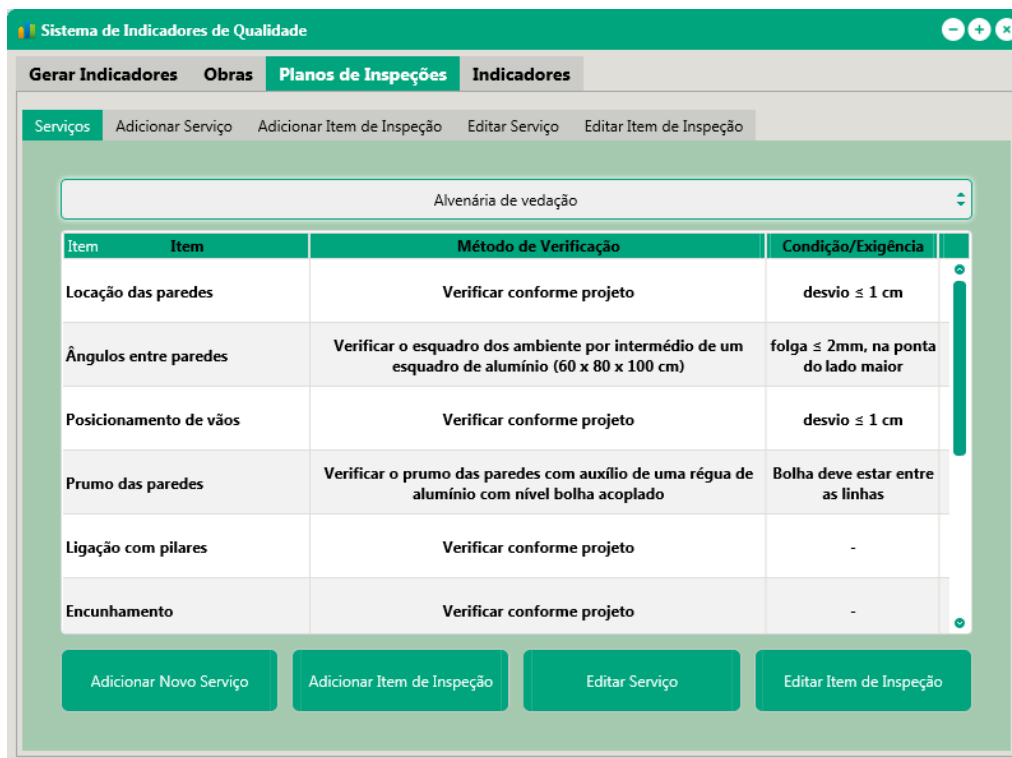 Sistema de Indicadores de Qualidade
Gerar Indicadores Obras Planos de Inspeções Indicadores
Serviços Adicionar Serviço Adicionar Item de Inspeção Editar Serviço Editar Item de Inspeção
Alvenária de vedação
Item Item Método de Verificação Condição/Exigência
Locação das paredes Verificar conforme projeto desvio ≤ 1 cm
Ângulos entre paredes
Verificar o esquadro dos ambiente por intermédio de um
esquadro de alumínio (60 x 80 x 100 cm)
folga ≤ 2mm, na ponta
do lado maior
Posicionamento de vãos Verificar conforme projeto desvio ≤ 1 cm
Prumo das paredes
Verificar o prumo das paredes com auxílio de uma régua de
alumínio com nível bolha acoplado
Bolha deve estar entre
as linhas
Ligação com pilares Verificar conforme projeto -
Encunhamento Verificar conforme projeto -
Adicionar Novo Serviço Adicionar Item de Inspeção Editar Serviço Editar Item de Inspeção